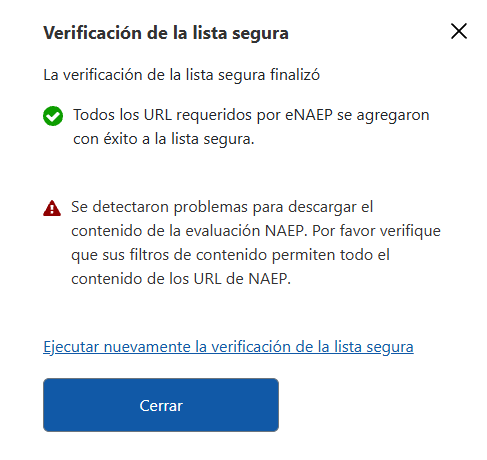 Verificación de la lista segura
La verificación de la lista segura finalizó
Todos los URL requeridos por eNAEP se agregaron
con éxito a la lista segura.
Se detectaron problemas para descargar el
contenido de la evaluación NAEP. Por favor verifique
que sus filtros de contenido permiten todo el
contenido de los URL de NAEP.
Ejecutar nuevamente la verificación de la lista segura
Cerrar